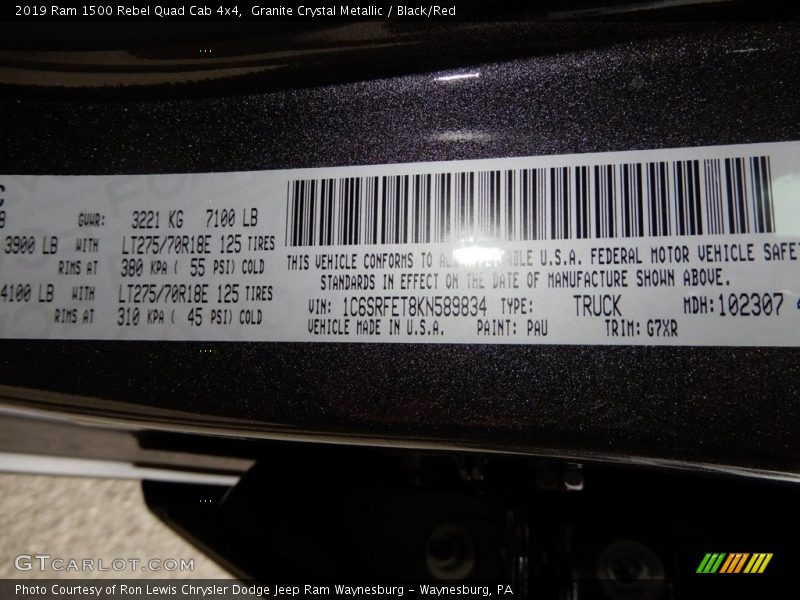 2019 Ram 1500 Rebel Quad Cab 4x4,  Granite Crystal Metallic / Black/Red
GVWR: 3221 KG 7100 LB
3900 LB WITH LT275/70R18E 125 TIRES
RIMS AT 380 KPA ( 55 PSI) COLD
4100 LB WITH LT275/70R18E 125 TIRES
RIMS AT 310 KPA ( 45 PSI) COLD
THIS VEHICLE CONFORMS TO U.S.A. FEDERAL MOTOR VEHICLE SAFE
STANDARDS IN EFFECT ON THE DATE OF MANUFACTURE SHOWN ABOVE.
VIN: 1C6SRFET8KN589834 TYPE: TRUCK MDH: 102307
VEHICLE MADE IN U.S.A. PAINT: PAU TRIM: G7XR
GTCARLOT.COM
Photo Courtesy of Ron Lewis Chrysler Dodge Jeep Ram Waynesburg - Waynesburg, PA